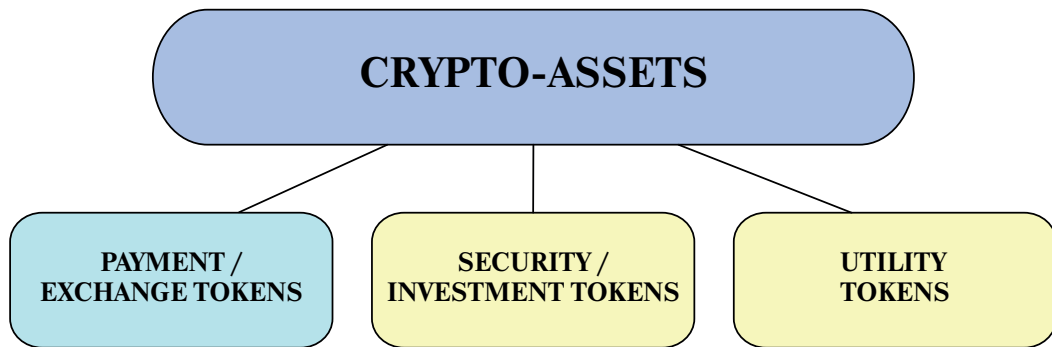 CRYPTO-ASSETS
PAYMENT /
EXCHANGE TOKENS
SECURITY /
INVESTMENT TOKENS
UTILITY
TOKENS